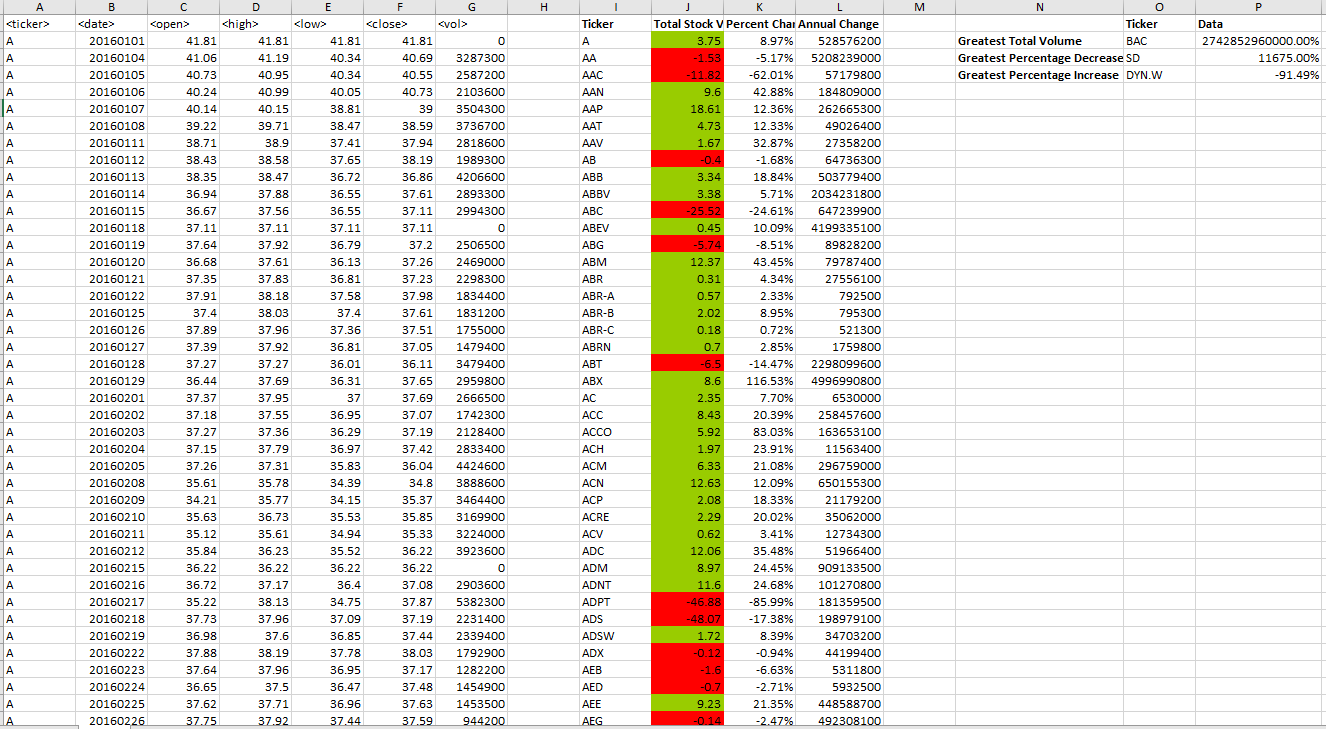 A B C D E F G H I J K L M N O P
<ticker> <date> <open> <high> <low> <close> <vol> Ticker Total Stock V Percent Chan Annual Change Ticker Data
A 20160101 41.81 41.81 41.81 41.81 0 A 3.75 8.97% 528576200 Greatest Total Volume BAC 2742852960000.00%
A 20160104 41.06 41.19 40.34 40.69 3287300 AA -1.53 -5.17% 5208239000 Greatest Percentage Decrease SD 11675.00%
A 20160105 40.73 40.95 40.34 40.55 2587200 AAC -11.82 -62.01% 57179800 Greatest Percentage Increase DYN.W -91.49%
A 20160106 40.24 40.99 40.05 40.73 2103600 AAN 9.6 42.88% 184809000
A 20160107 40.14 40.15 38.81 39 3504300 AAP 18.61 12.36% 262665300
A 20160108 39.22 39.71 38.47 38.59 3736700 AAT 4.73 12.33% 49026400
A 20160111 38.71 38.9 37.41 37.94 2818600 AAV 1.67 32.87% 27358200
A 20160112 38.43 38.58 37.65 38.19 1989300 AB -0.4 -1.68% 64736300
A 20160113 38.35 38.47 36.72 36.86 4206600 ABB 3.34 18.84% 503779400
A 20160114 36.94 37.88 36.55 37.61 2893300 ABBV 3.38 5.71% 2034231800
A 20160115 36.67 37.56 36.55 37.11 2994300 ABC -25.52 -24.61% 647239900
A 20160118 37.11 37.11 37.11 37.11 0 ABEV 0.45 10.09% 4199335100
A 20160119 37.64 37.92 36.79 37.2 2506500 ABG -5.74 -8.51% 89828200
A 20160120 36.68 37.61 36.13 37.26 2469000 ABM 12.37 43.45% 79787400
A 20160121 37.35 37.83 36.81 37.23 2298300 ABR 0.31 4.34% 27556100
A 20160122 37.91 38.18 37.58 37.98 1834400 ABR-A 0.57 2.33% 792500
A 20160125 37.4 38.03 37.4 37.61 1831200 ABR-B 2.02 8.95% 795300
A 20160126 37.89 37.96 37.36 37.51 1755000 ABR-C 0.18 0.72% 521300
A 20160127 37.39 37.92 36.81 37.05 1479400 ABRN 0.7 2.85% 1759800
A 20160128 37.27 37.27 36.01 36.11 3479400 ABT -6.5 -14.47% 2298099600
A 20160129 36.44 37.69 36.31 37.65 2959800 ABX 8.6 116.53% 4996990800
A 20160201 37.37 37.95 37 37.69 2666500 AC 2.35 7.70% 6530000
A 20160202 37.18 37.55 36.95 37.07 1742300 ACC 8.43 20.39% 258457600
A 20160203 37.27 37.36 36.29 37.19 2128400 ACCO 5.92 83.03% 163653100
A 20160204 37.15 37.79 36.97 37.42 2833400 ACH 1.97 23.91% 11563400
A 20160205 37.26 37.31 35.83 36.04 4424600 ACM 6.33 21.08% 296759000
A 20160208 35.61 35.78 34.39 34.8 3888600 ACN 12.63 12.09% 650155300
A 20160209 34.21 35.77 34.15 35.37 3464400 ACP 2.08 18.33% 21179200
A 20160210 35.63 36.73 35.53 35.85 3169900 ACRE 2.29 20.02% 35062000
A 20160211 35.12 35.61 34.94 35.33 3224000 ACV 0.62 3.41% 12734300
A 20160212 35.84 36.23 35.52 36.22 3923600 ADC 12.06 35.48% 51966400
A 20160215 36.22 36.22 36.22 36.22 0 ADM 8.97 24.45% 909133500
A 20160216 36.72 37.17 36.4 37.08 2903600 ADNT 11.6 24.68% 101270800
A 20160217 35.22 38.13 34.75 37.87 5382300 ADPT -46.88 -85.99% 181359500
A 20160218 37.73 37.96 37.09 37.19 2231400 ADS -48.07 -17.38% 198979100
A 20160219 36.98 37.6 36.85 37.44 2339400 ADSW 1.72 8.39% 34703200
A 20160222 37.88 38.19 37.78 38.03 1792900 ADX -0.12 -0.94% 44199400
A 20160223 37.64 37.96 36.95 37.17 1282200 AEB -1.6 -6.63% 5311800
A 20160224 36.65 37.5 36.47 37.48 1454900 AED -0.7 -2.71% 5932500
A 20160225 37.62 37.71 36.96 37.63 1453500 AEE 9.23 21.35% 448588700
A 20160226 37.75 37.92 37.44 37.59 944200 AEG -0.14 -2.47% 492308100